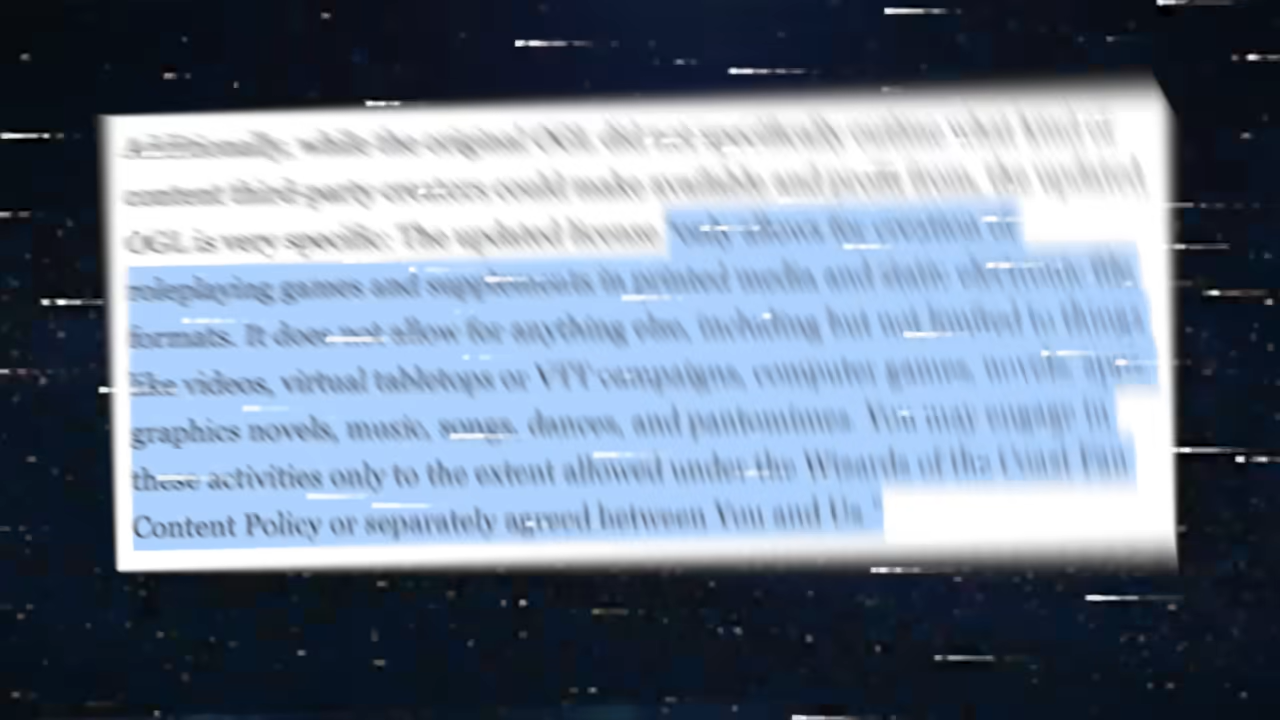 Additionally, while the original OGL did not specifically outline what kind of
content third-party creators could make available and profit from, the updated
OGL is very specific. The updated license "only allows for creation of
roleplaying games and supplements in printed media and static electronic file
formats. It does not allow for anything else, including but not limited to things
like videos, virtual tabletops or VTT campaigns, computer games, novels, apps,
graphics novels, music, songs, dances, and pantomimes. You may engage in
these activities only to the extent allowed under the Wizards of the Coast Fan
Content Policy or separately agreed between You and Us."